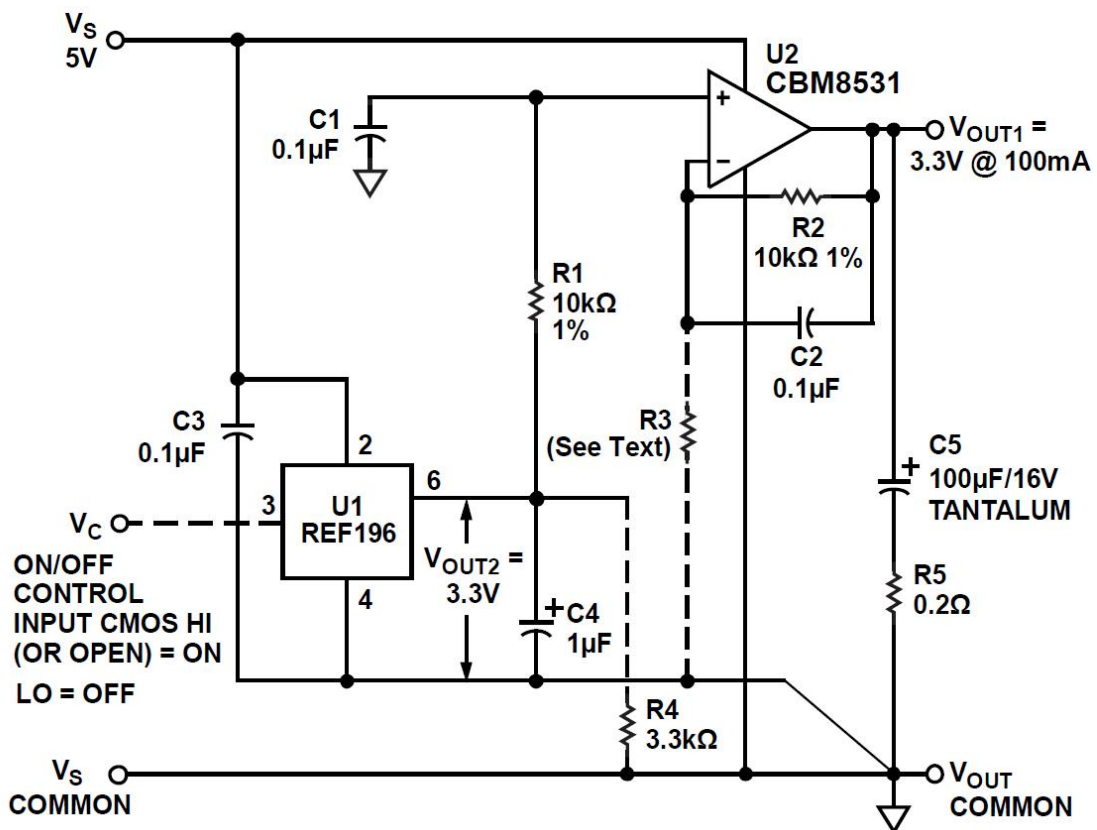 VS
5V
U2
CBM8531
C1
0.1µF
+
−
VOUT1 =
3.3V @ 100mA
R2
10kΩ 1%
R1
10kΩ
1%
C2
0.1µF
C3
0.1µF
2
R3
(See Text)
C5
+
100µF/16V
TANTALUM
6
3
U1
REF196
VC
VOUT2 =
3.3V
ON/OFF
CONTROL
INPUT CMOS HI
(OR OPEN) = ON
LO = OFF
4
+
C4
1µF
R5
0.2Ω
R4
3.3kΩ
VS
COMMON
VOUT
COMMON